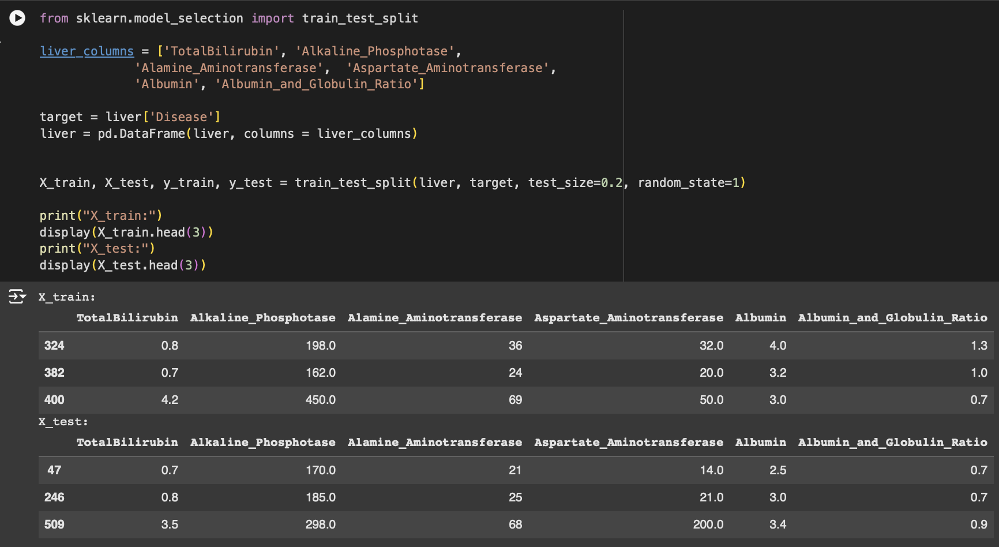 from sklearn.model_selection import train_test_split
liver_columns = ['TotalBilirubin', 'Alkaline_Phosphotase',
'Alamine_Aminotransferase', 'Aspartate_Aminotransferase',
'Albumin', 'Albumin_and_Globulin_Ratio']
target = liver['Disease']
liver = pd.DataFrame(liver, columns = liver_columns)
X_train, X_test, y_train, y_test = train_test_split(liver, target, test_size=0.2, random_state=1)
print("X_train:")
display(X_train.head(3))
print("X_test:")
display(X_test.head(3))
X_train:
TotalBilirubin Alkaline_Phosphotase Alamine_Aminotransferase Aspartate_Aminotransferase Albumin Albumin_and_Globulin_Ratio
324 0.8 198.0 36 32.0 4.0 1.3
382 0.7 162.0 24 20.0 3.2 1.0
400 4.2 450.0 69 50.0 3.0 0.7
X_test:
TotalBilirubin Alkaline_Phosphotase Alamine_Aminotransferase Aspartate_Aminotransferase Albumin Albumin_and_Globulin_Ratio
47 0.7 170.0 21 14.0 2.5 0.7
246 0.8 185.0 25 21.0 3.0 0.7
509 3.5 298.0 68 200.0 3.4 0.9